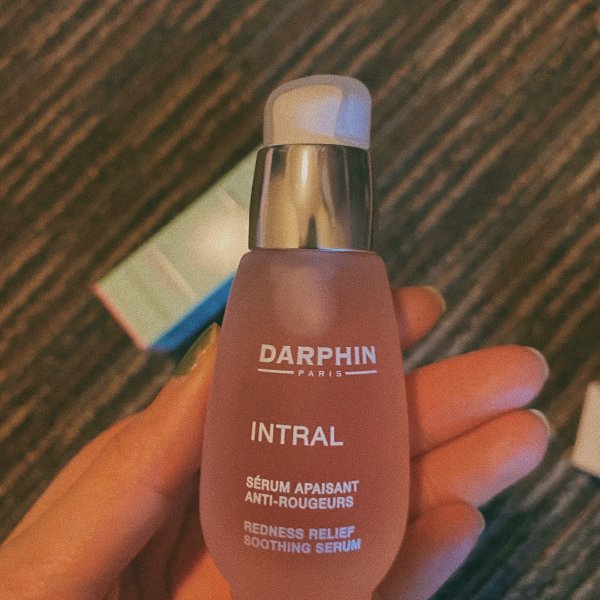 DARPHIN
PARIS
INTRAL
SÉRUM APAISANT
ANTI-ROUGEURS
REDNESS RELIEF
SOOTHING SERUM